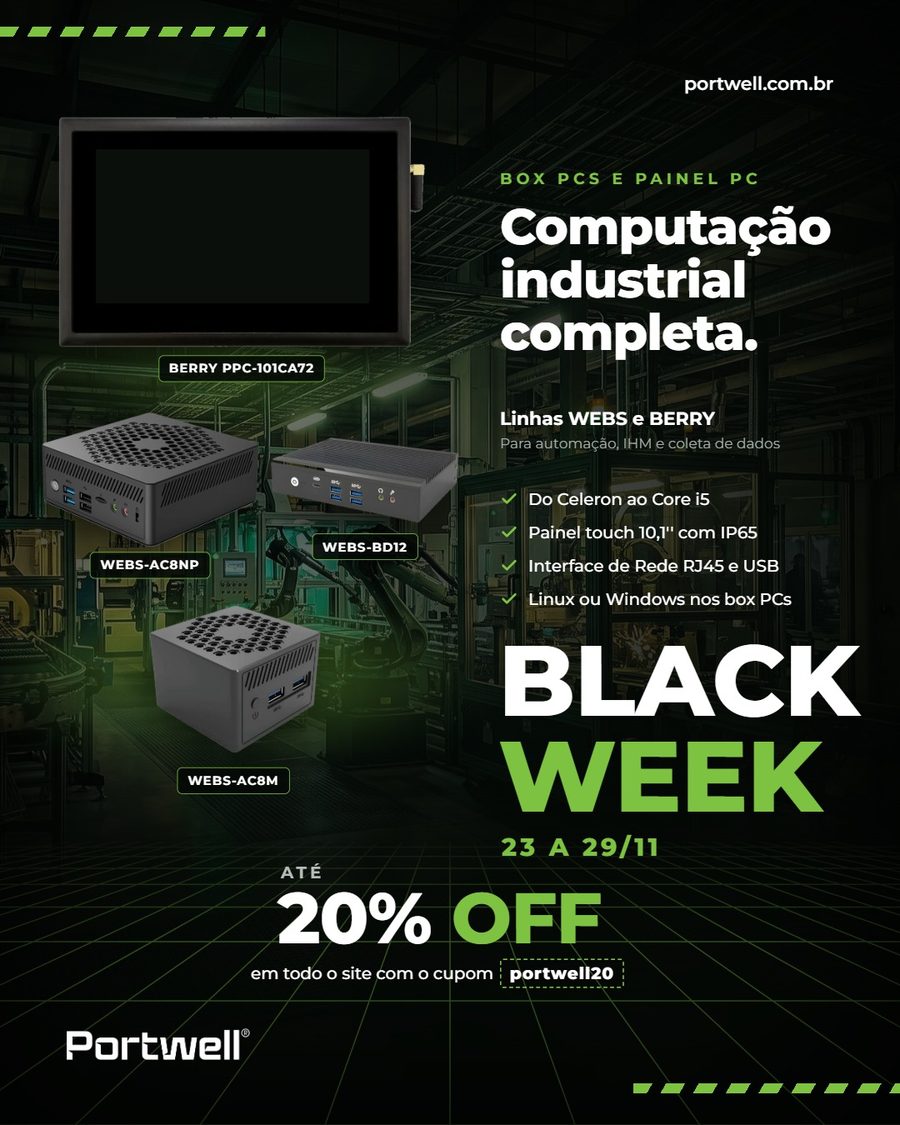 portwell.com.br
BOX PCS E PAINEL PC
Computação
industrial
completa.
BERRY PPC-101CA72
Linhas WEBS e BERRY
Para automação, IHM e coleta de dados
Do Celeron ao Core i5
Painel touch 10,1'' com IP65
Interface de Rede RJ45 e USB
Linux ou Windows nos box PCs
WEBS-BD12
WEBS-AC8NP
WEBS-AC8M
BLACK
WEEK
23 A 29/11
ATÉ
20% OFF
em todo o site com o cupom portwell20
Portwell®